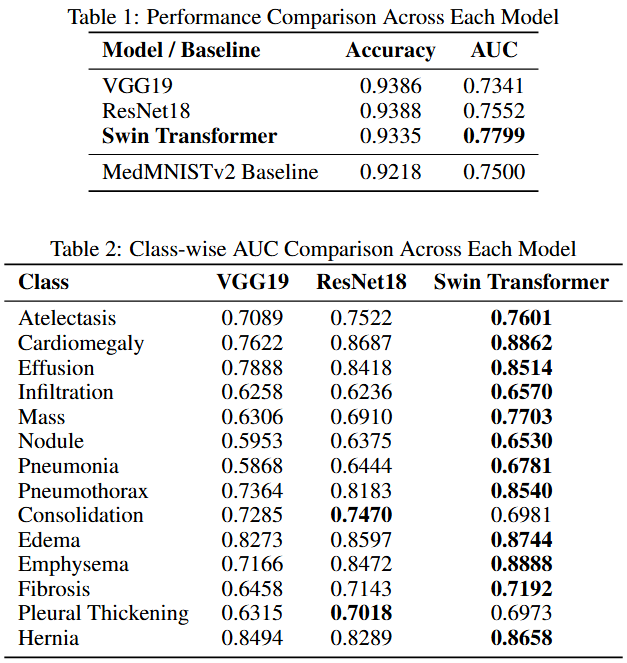 Table 1: Performance Comparison Across Each Model
Model / Baseline Accuracy AUC
VGG19 0.9386 0.7341
ResNet18 0.9388 0.7552
Swin Transformer 0.9335 0.7799
MedMNISTv2 Baseline 0.9218 0.7500
Table 2: Class-wise AUC Comparison Across Each Model
Class VGG19 ResNet18 Swin Transformer
Atelectasis 0.7089 0.7522 0.7601
Cardiomegaly 0.7622 0.8687 0.8862
Effusion 0.7888 0.8418 0.8514
Infiltration 0.6258 0.6236 0.6570
Mass 0.6306 0.6910 0.7703
Nodule 0.5953 0.6375 0.6530
Pneumonia 0.5868 0.6444 0.6781
Pneumothorax 0.7364 0.8183 0.8540
Consolidation 0.7285 0.7470 0.6981
Edema 0.8273 0.8597 0.8744
Emphysema 0.7166 0.8472 0.8888
Fibrosis 0.6458 0.7143 0.7192
Pleural Thickening 0.6315 0.7018 0.6973
Hernia 0.8494 0.8289 0.8658